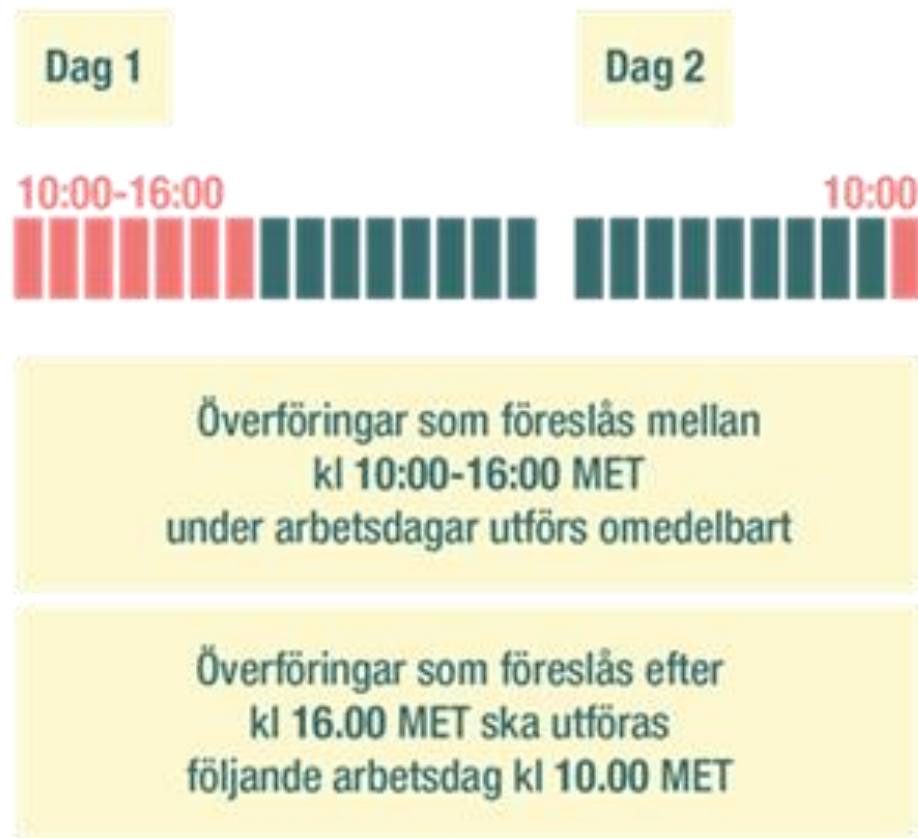 Dag 1
Dag 2
10:00-16:00
10:00
Överföringar som föreslås mellan
kl 10:00-16:00 MET
under arbetsdagar utförs omedelbart
Överföringar som föreslås efter
kl 16.00 MET ska utföras
följande arbetsdag kl 10.00 MET